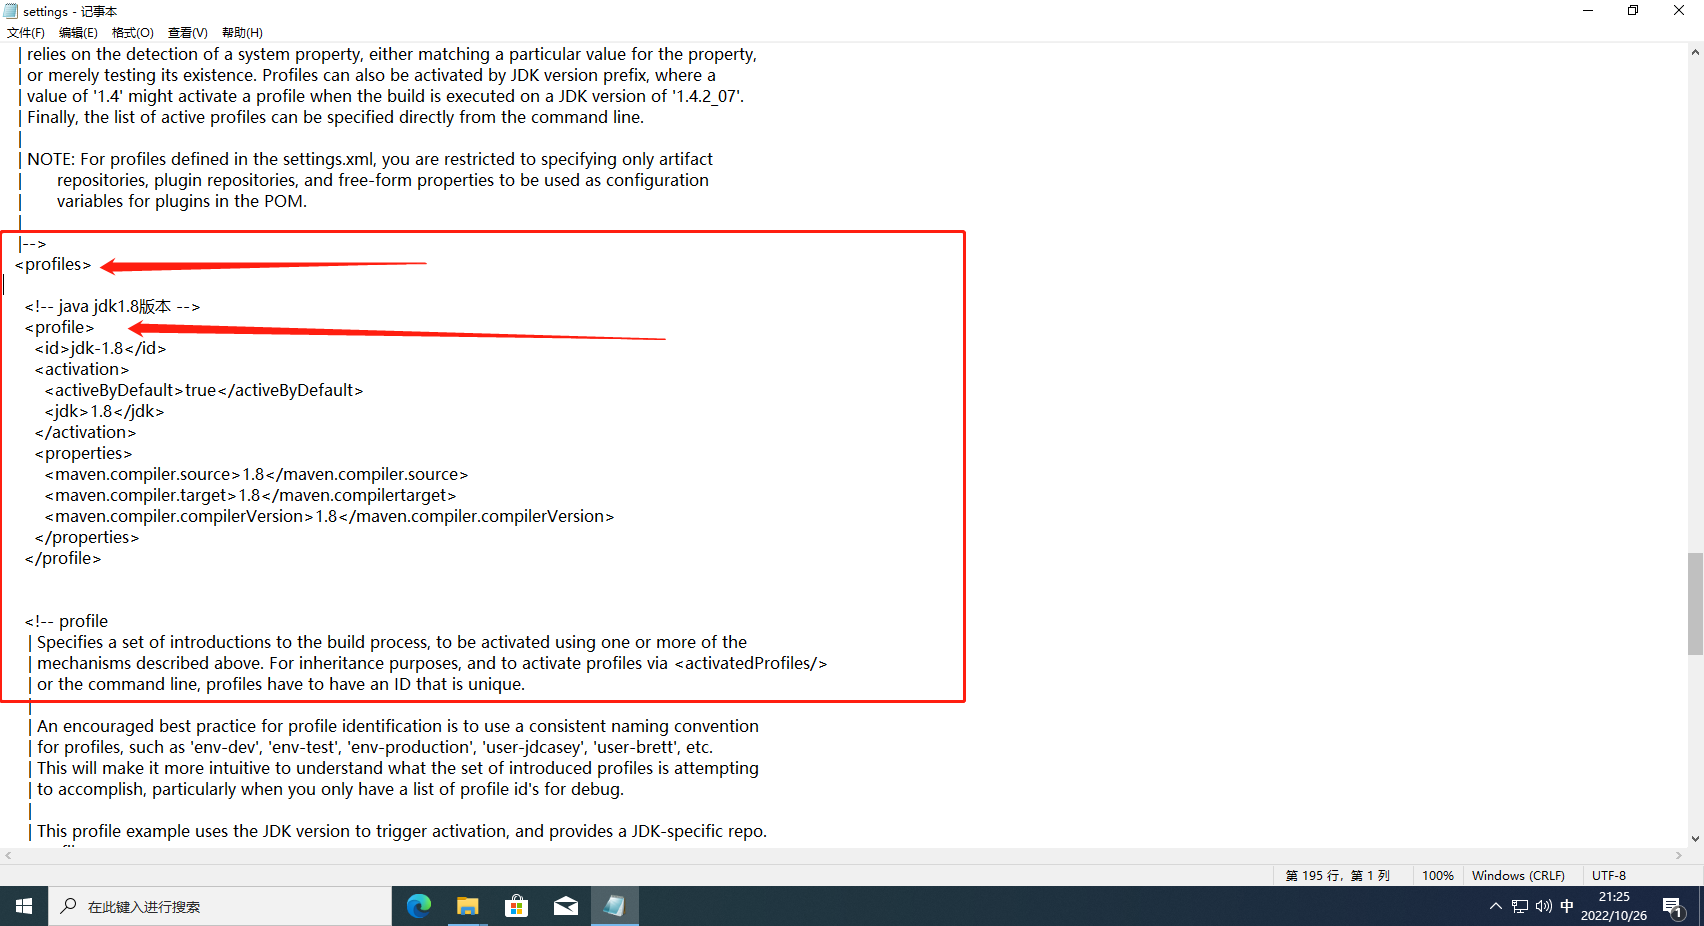 settings - 记事本
文件(F) 编辑(E) 格式(O) 查看(V) 帮助(H)
| relies on the detection of a system property, either matching a particular value for the property,
| or merely testing its existence. Profiles can also be activated by JDK version prefix, where a
| value of '1.4' might activate a profile when the build is executed on a JDK version of '1.4.2_07'.
| Finally, the list of active profiles can be specified directly from the command line.
|
| NOTE: For profiles defined in the settings.xml, you are restricted to specifying only artifact
| repositories, plugin repositories, and free-form properties to be used as configuration
| variables for plugins in the POM.
|
|-->
<profiles>
<!-- java jdk1.8版本 -->
<profile>
<id>jdk-1.8</id>
<activation>
<activeByDefault>true</activeByDefault>
<jdk>1.8</jdk>
</activation>
<properties>
<maven.compiler.source>1.8</maven.compiler.source>
<maven.compiler.target>1.8</maven.compilertarget>
<maven.compiler.compilerVersion>1.8</maven.compiler.compilerVersion>
</properties>
</profile>
<!-- profile
| Specifies a set of introductions to the build process, to be activated using one or more of the
| mechanisms described above. For inheritance purposes, and to activate profiles via <activatedProfiles/>
| or the command line, profiles have to have an ID that is unique.
|
| An encouraged best practice for profile identification is to use a consistent naming convention
| for profiles, such as 'env-dev', 'env-test', 'env-production', 'user-jdcasey', 'user-brett', etc.
| This will make it more intuitive to understand what the set of introduced profiles is attempting
| to accomplish, particularly when you only have a list of profile id's for debug.
|
| This profile example uses the JDK version to trigger activation, and provides a JDK-specific repo.
第 195 行，第 1 列 100% Windows (CRLF) UTF-8
在此键入进行搜索
中
21:25
2022/10/26
1